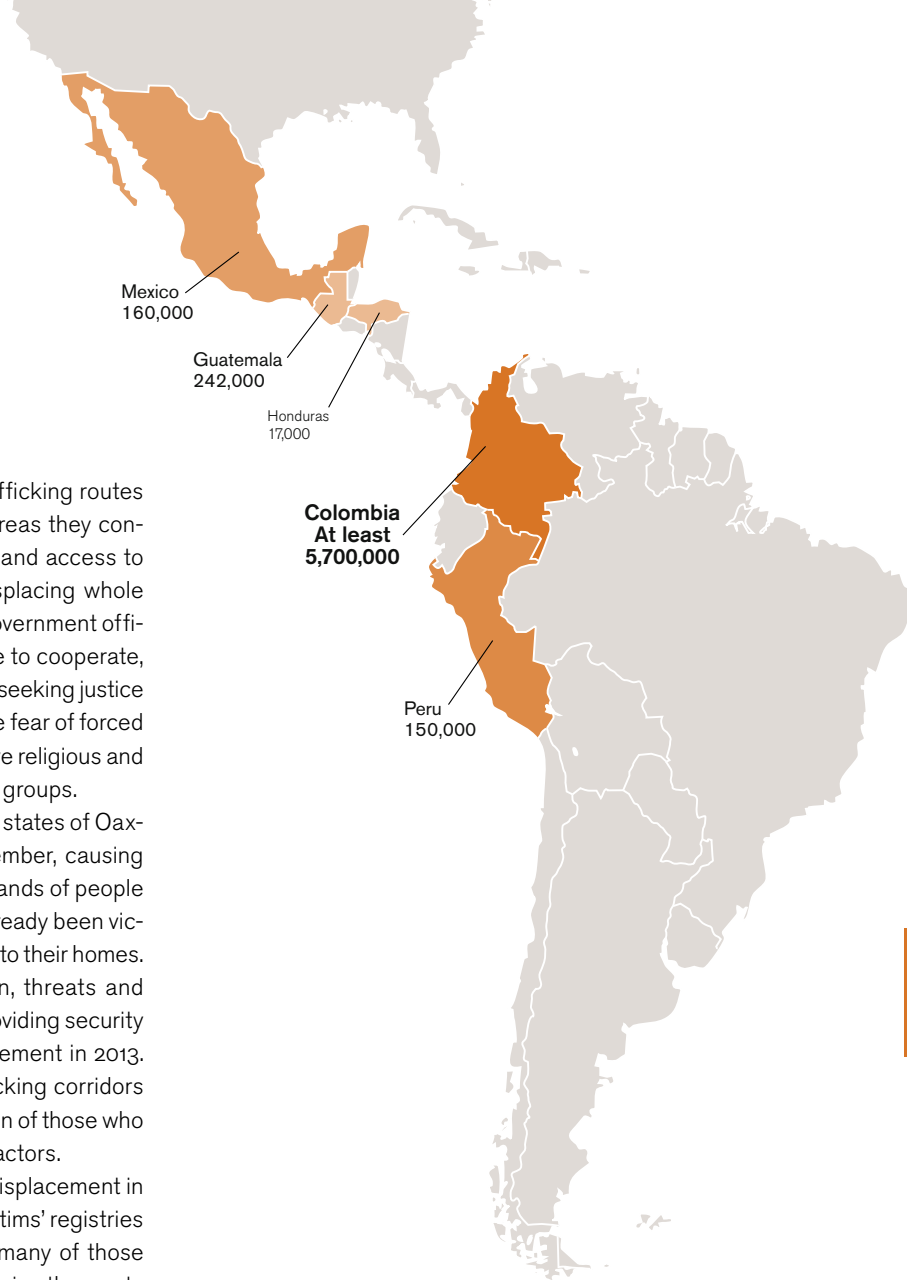 Mexico
160,000
Guatemala
242,000
Honduras
17,000
Colombia
At least
5,700,000
Peru
150,000
fficking routes
reas they con-
and access to
splacing whole
vernment offi-
e to cooperate,
seeking justice
e fear of forced
e religious and
groups.
states of Oax-
ember, causing
ands of people
eady been vic-
to their homes.
n, threats and
oviding security
ement in 2013.
cking corridors
n of those who
actors.
isplacement in
tims’ registries
many of those